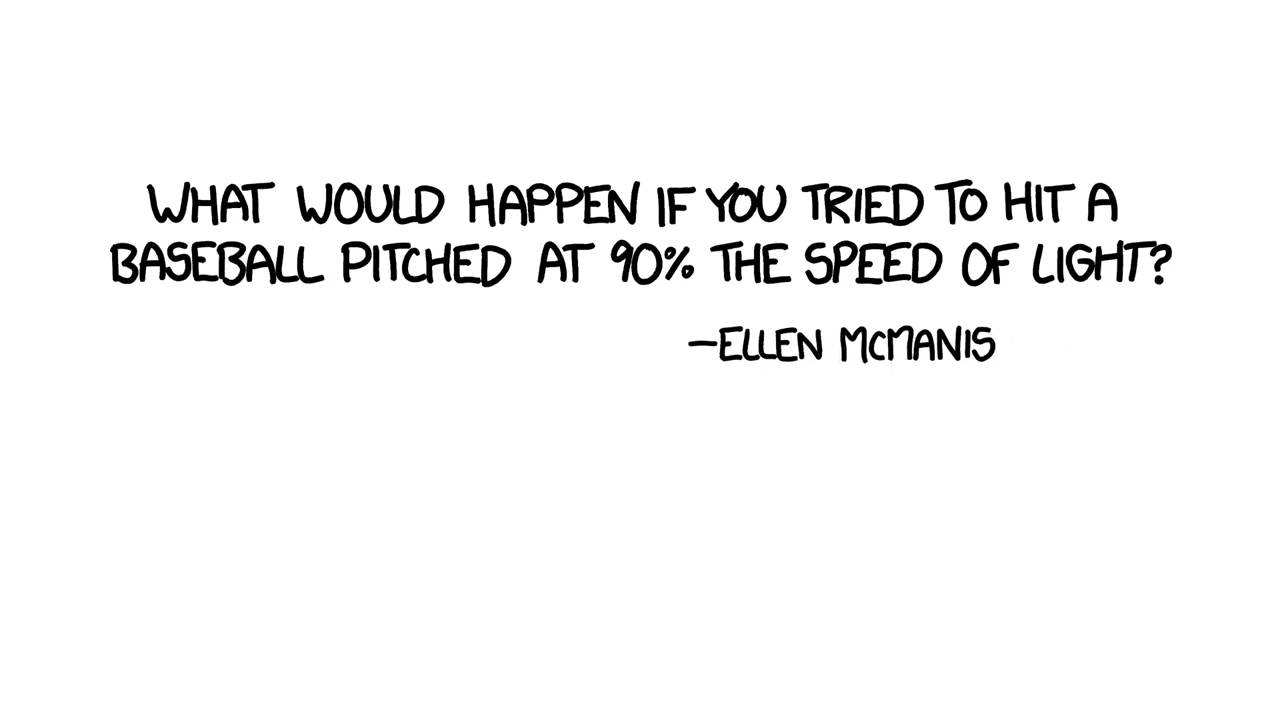 WHAT WOULD HAPPEN IF YOU TRIED TO HIT A
BASEBALL PITCHED AT 90% THE SPEED OF LIGHT?
—ELLEN MCMANIS